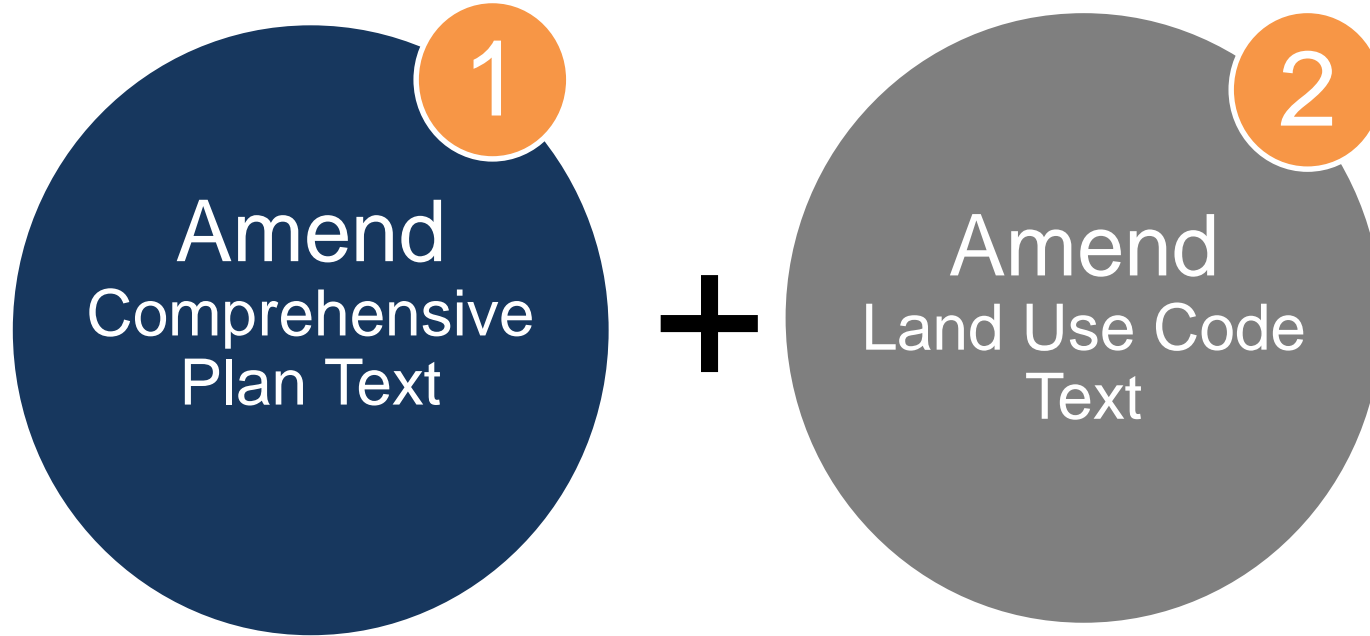 1
Amend
Comprehensive
Plan Text
+
2
Amend
Land Use Code
Text